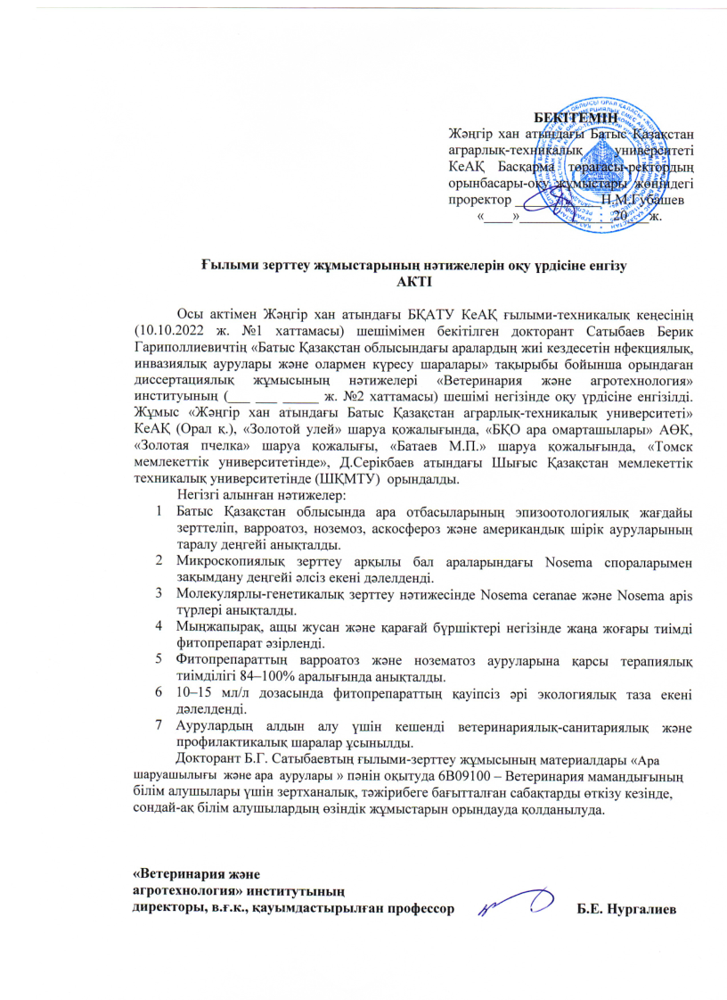 БЕКІТЕМІН
Жәңгір хан атындағы Батыс Қазақстан
аграрлық-техникалық университеті
КеАҚ Басқарма төрағасы-ректордың
орынбасары-оқу жұмыстары жөніндегі
проректор ____________Н.М.Губашев
«____»_____________20___ж.
Ғылыми зерттеу жұмыстарының нәтижелерін оқу үрдісіне енгізу
АКТІ
Осы актімен Жәңгір хан атындағы БҚАТУ КеАҚ ғылыми-техникалық кеңесінің
(10.10.2022 ж. №1 хаттамасы) шешімімен бекітілген докторант Сатыбаев Берик
Гариполлиевичтің «Батыс Қазақстан облысындағы аралардың жиі кездесетін нфекциялық,
инвазиялық аурулары және олармен күресу шаралары» тақырыбы бойынша орындаған
диссертациялық жұмысының нәтижелері «Ветеринария және агротехнология»
институының (___ ___ _____ ж. №2 хаттамасы) шешімі негізінде оқу үрдісіне енгізілді.
Жұмыс «Жәңгір хан атындағы Батыс Қазақстан аграрлық-техникалық университеті»
КеАҚ (Орал қ.), «Золотой улей» шаруа қожалығында, «БҚО ара омарташылары» АӨК,
«Золотая пчелка» шаруа қожалығы, «Батаев М.П.» шаруа қожалығында, «Томск
мемлекеттік университетінде», Д.Серікбаев атындағы Шығыс Қазақстан мемлекеттік
техникалық университетінде (ШҚМТУ) орындалды.
Негізгі алынған нәтижелер:
1 Батыс Қазақстан облысында ара отбасыларының эпизоотологиялық жағдайы
зерттеліп, варроатоз, ноземоз, аскосфероз және американдық шірік ауруларының
таралу деңгейі анықталды.
2 Микроскопиялық зерттеу арқылы бал араларындағы Nosema спораларымен
зақымдану деңгейі әлсіз екені дәлелденді.
3 Молекулярлы-генетикалық зерттеу нәтижесінде Nosema ceranae және Nosema apis
түрлері анықталды.
4 Мыңжапырақ, ащы жусан және қарағай бүршіктері негізінде жаңа жоғары тиімді
фитопрепарат әзірленді.
5 Фитопрепараттың варроатоз және нозематоз ауруларына қарсы терапиялық
тиімділігі 84–100% аралығында анықталды.
6 10–15 мл/л дозасында фитопрепараттың қауіпсіз әрі экологиялық таза екені
дәлелденді.
7 Аурулардың алдын алу үшін кешенді ветеринариялық-санитариялық және
профилактикалық шаралар ұсынылды.
Докторант Б.Г. Сатыбаевтың ғылыми-зерттеу жұмысының материалдары «Ара
шаруашылығы және ара аурулары » пәнін оқытуда 6В09100 – Ветеринария мамандығының
білім алушылары үшін зертханалық, тәжірибеге бағытталған сабақтарды өткізу кезінде,
сондай-ақ білім алушылардың өзіндік жұмыстарын орындауда қолданылуда.
«Ветеринария және
агротехнология» институтының
директоры, в.ғ.к., қауымдастырылған профессор Б.Е. Нургалиев